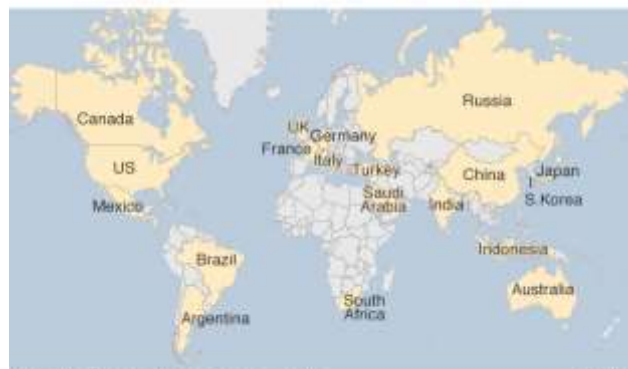 Canada
US
Mexico
Brazil
Argentina
UK
Germany
France
Italy
Turkey
Saudi
Arabia
South
Africa
Russia
China
Japan
S Korea
India
Indonesia
Australia